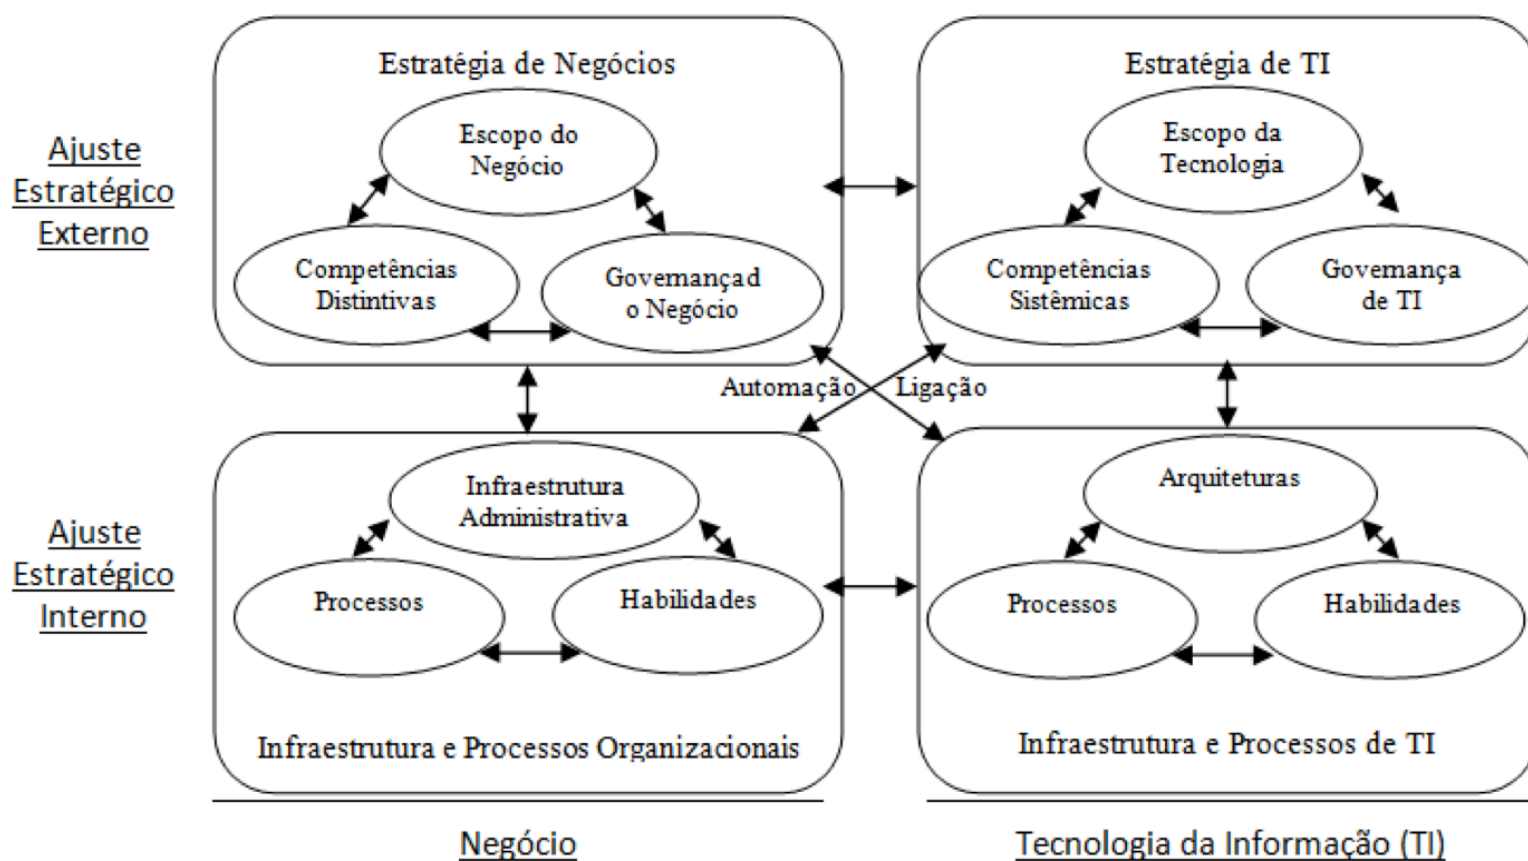 Estratégia de Negócios
Estratégia de TI
Ajuste
Estratégico
Externo
Escopo do
Negócio
Competências
Distintivas
Governançad
o Negócio
Escopo da
Tecnologia
Competências
Sistêmicas
Governança
de TI
Automação
Ligação
Ajuste
Estratégico
Interno
Infraestrutura
Administrativa
Processos
Habilidades
Infraestrutura e Processos Organizacionais
Arquiteturas
Processos
Habilidades
Infraestrutura e Processos de TI
Negócio
Tecnologia da Informação (TI)